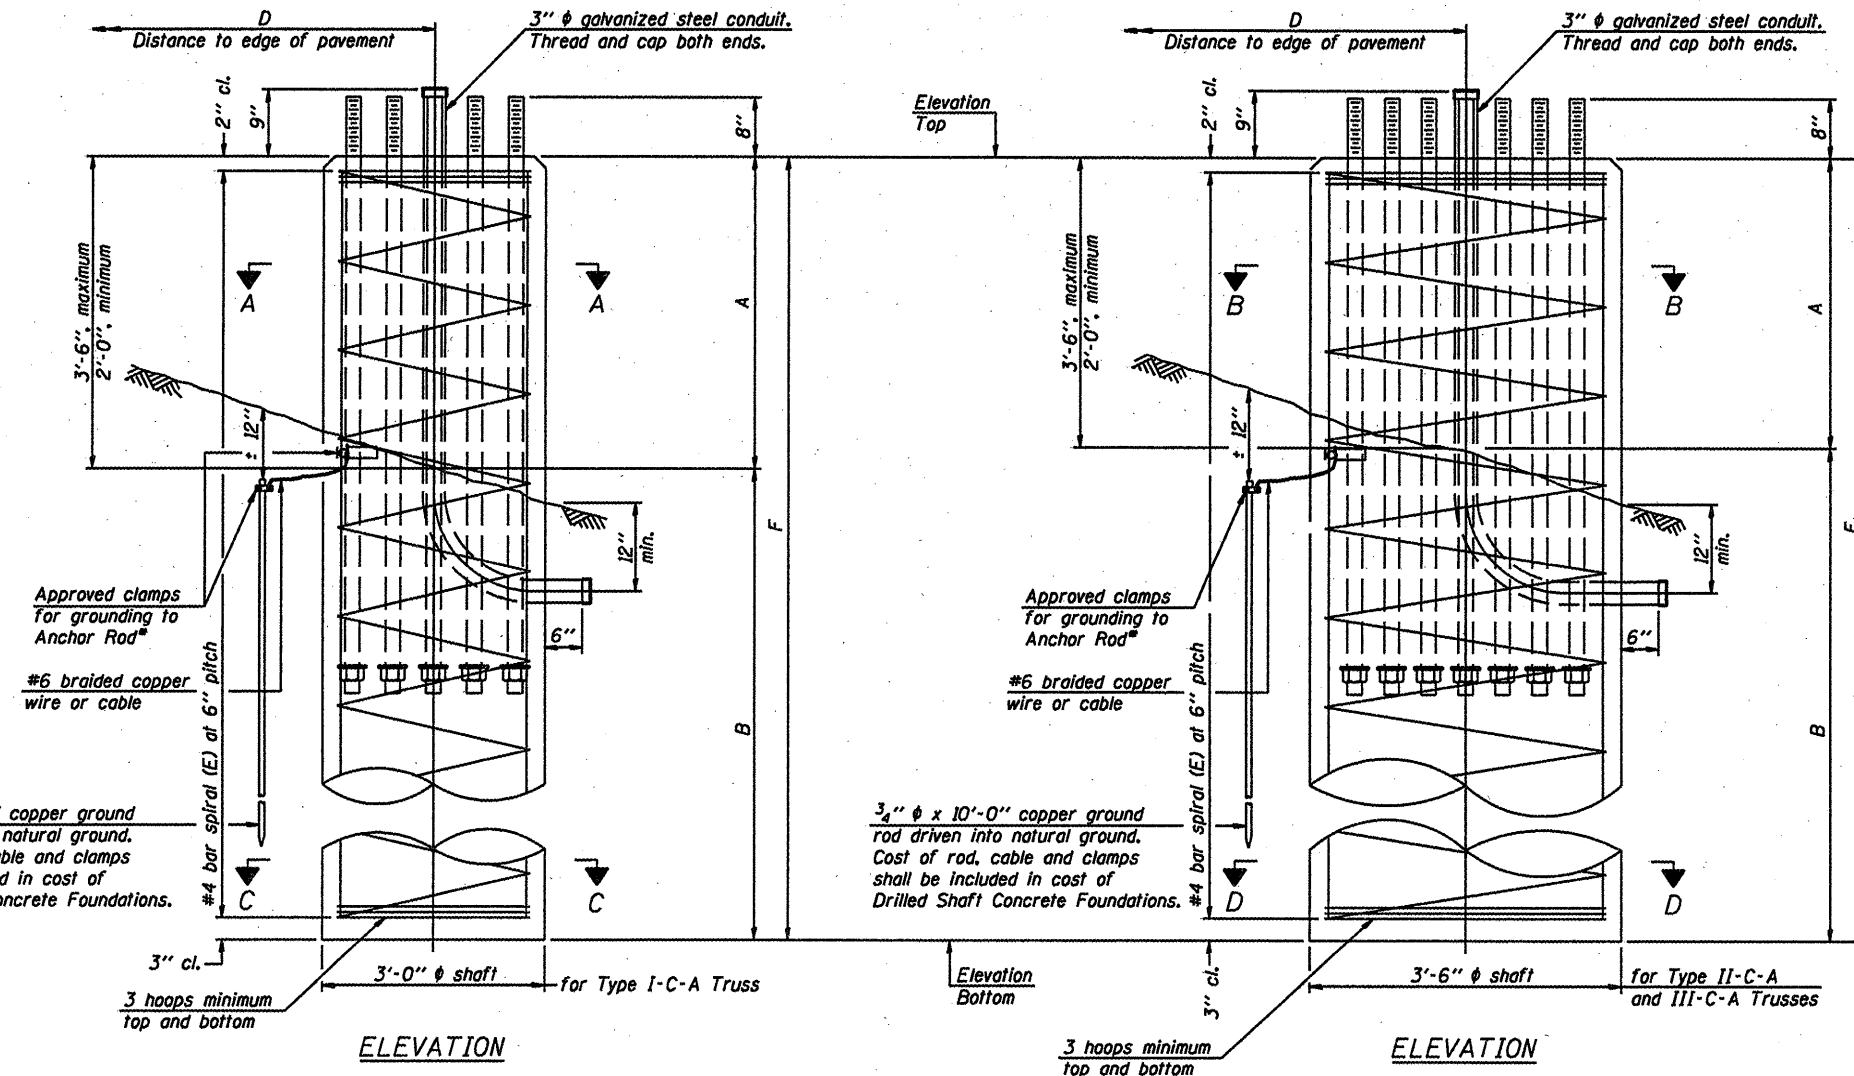 D
Distance to edge of pavement
3" ϕ galvanized steel conduit.
Thread and cap both ends.
2" cl.
9"
8"
3'-6", maximum
2'-0", minimum
A
A
A
± 12"
F
12"
min.
Approved clamps
for grounding to
Anchor Rod*
6"
#6 braided copper
wire or cable
#4 bar spiral (E) at 6" pitch
B
copper ground
natural ground.
able and clamps
d in cost of
oncrete Foundations.
C
C
3" cl.
3'-0" ϕ shaft
for Type I-C-A Truss
3 hoops minimum
top and bottom
ELEVATION
Elevation
Top
Elevation
Bottom
D
Distance to edge of pavement
3" ϕ galvanized steel conduit.
Thread and cap both ends.
2" cl.
9"
8"
3'-6", maximum
2'-0", minimum
B
B
A
± 12"
F
12"
min.
Approved clamps
for grounding to
Anchor Rod*
6"
#6 braided copper
wire or cable
#4 bar spiral (E) at 6" pitch
B
3/4" ϕ x 10'-0" copper ground
rod driven into natural ground.
Cost of rod, cable and clamps
shall be included in cost of
Drilled Shaft Concrete Foundations.
D
D
3" cl.
3'-6" ϕ shaft
for Type II-C-A
and III-C-A Trusses
3 hoops minimum
top and bottom
ELEVATION